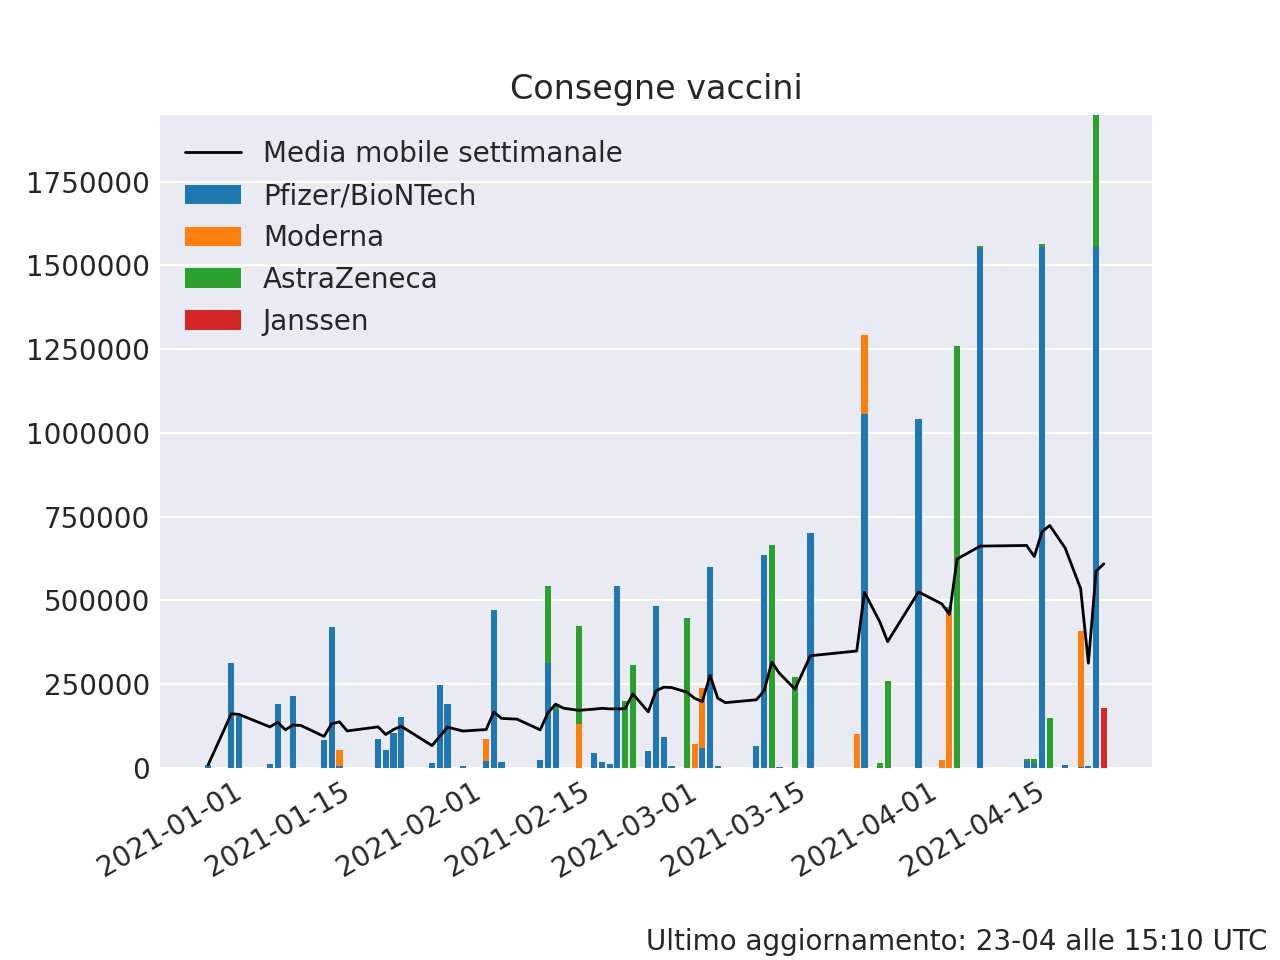 Consegne vaccini
Media mobile settimanale
Pfizer/BioNTech
Moderna
AstraZeneca
Janssen
1750000
1500000
1250000
1000000
750000
500000
250000
0
2021-01-01
2021-01-15
2021-02-01
2021-02-15
2021-03-01
2021-03-15
2021-04-01
2021-04-15
Ultimo aggiornamento: 23-04 alle 15:10 UTC